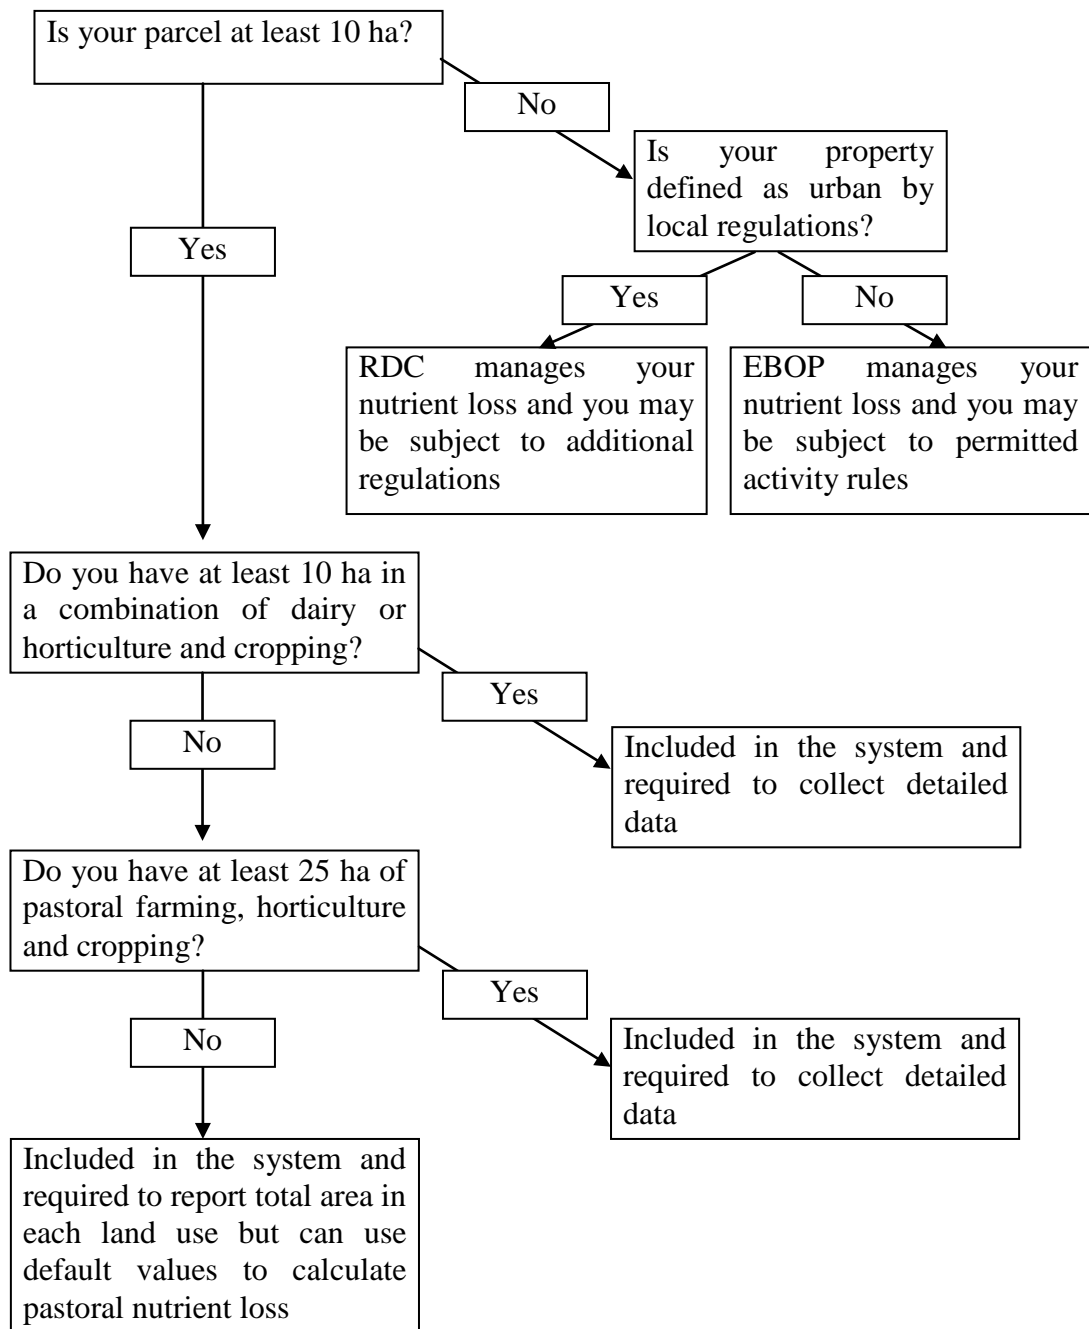 Is your parcel at least 10 ha?
No
Is your property
defined as urban by
local regulations?
Yes
Yes
No
RDC manages your
nutrient loss and you may
be subject to additional
regulations
EBOP manages your
nutrient loss and you may
be subject to permitted
activity rules
Do you have at least 10 ha in
a combination of dairy or
horticulture and cropping?
Yes
No
Included in the system and
required to collect detailed
data
Do you have at least 25 ha of
pastoral farming, horticulture
and cropping?
Yes
No
Included in the system and
required to collect detailed
data
Included in the system and
required to report total area in
each land use but can use
default values to calculate
pastoral nutrient loss